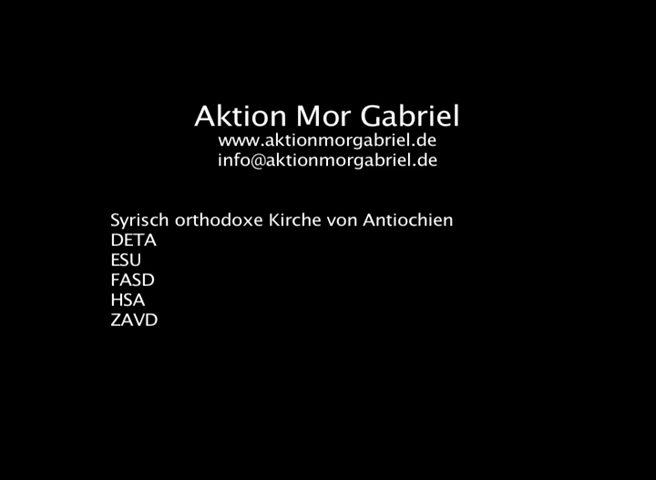 Aktion Mor Gabriel
www.aktionmorgabriel.de
info@aktionmorgabriel.de
Syrisch orthodoxe Kirche von Antiochien
DETA
ESU
FASD
HSA
ZAVD